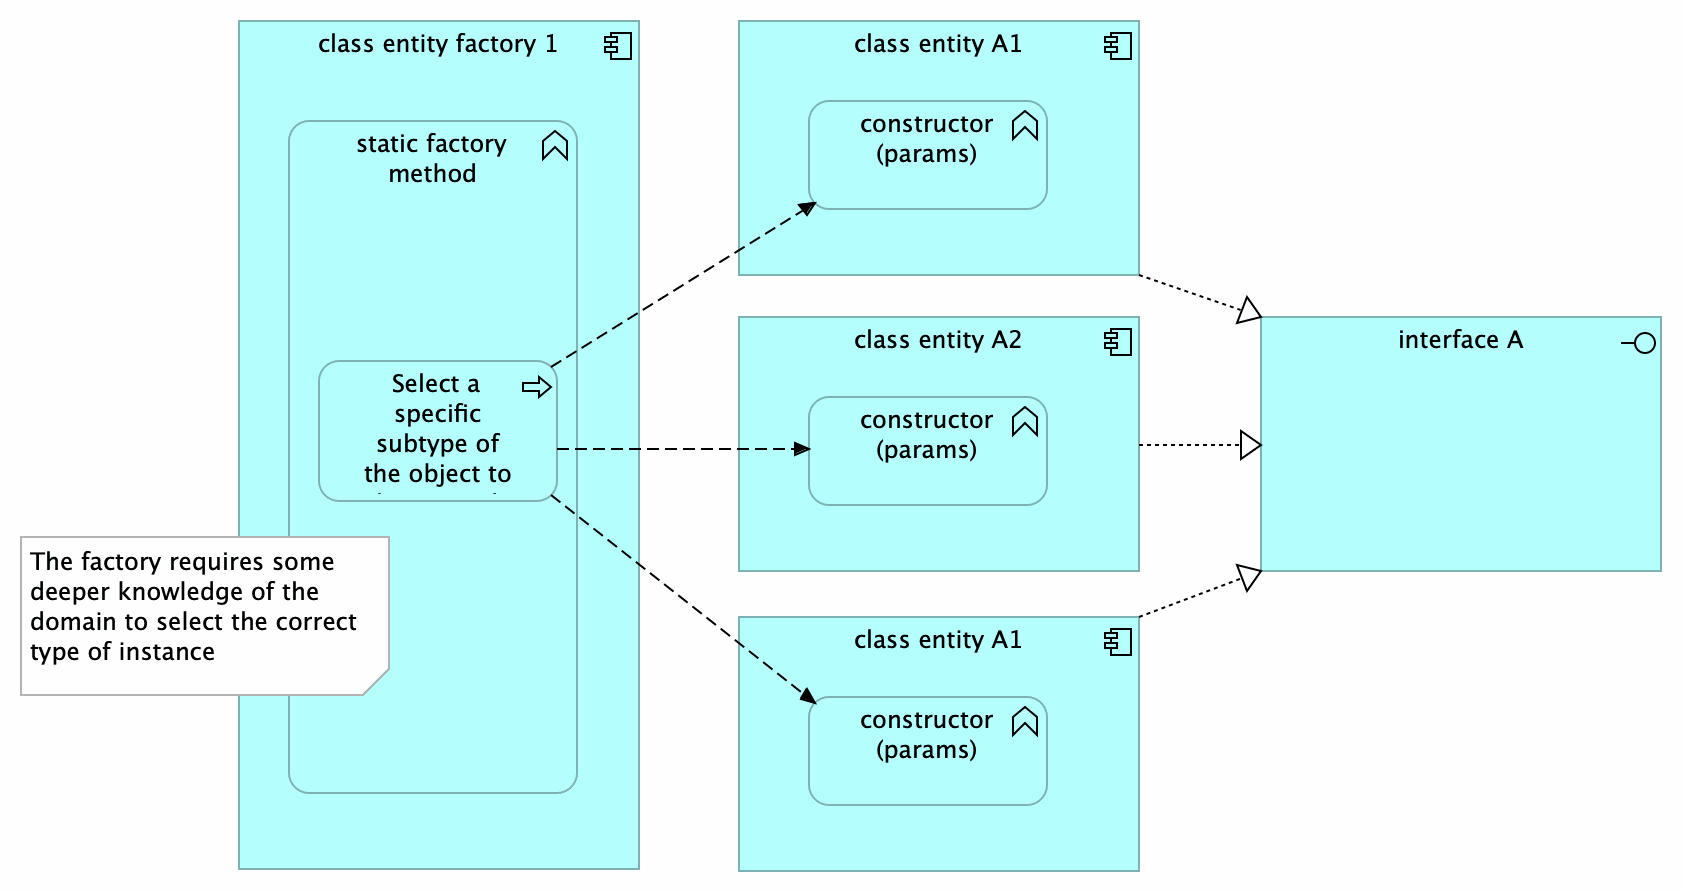 class entity factory 1
static factory
method
Select a
specific
subtype of
the object to
The factory requires some
deeper knowledge of the
domain to select the correct
type of instance
class entity A1
constructor
(params)
class entity A2
constructor
(params)
class entity A1
constructor
(params)
interface A